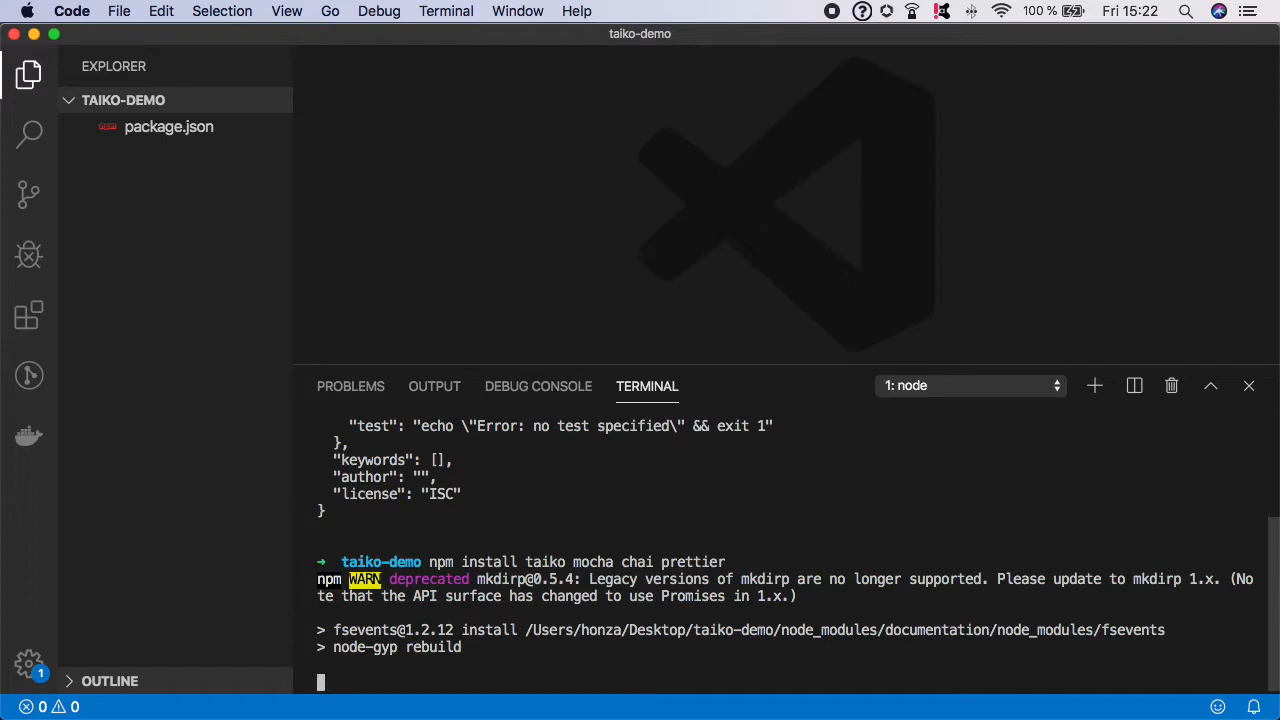 Code File Edit Selection View Go Debug Terminal Window Help 100 % Fri 15:22
taiko-demo
EXPLORER
TAIKO-DEMO
package.json
PROBLEMS OUTPUT DEBUG CONSOLE TERMINAL 1: node
"test": "echo \"Error: no test specified\" && exit 1"
},
"keywords": [],
"author": "",
"license": "ISC"
}
➜ taiko-demo npm install taiko mocha chai prettier
npm WARN deprecated mkdirp@0.5.4: Legacy versions of mkdirp are no longer supported. Please update to mkdirp 1.x. (No
te that the API surface has changed to use Promises in 1.x.)
> fsevents@1.2.12 install /Users/honza/Desktop/taiko-demo/node_modules/documentation/node_modules/fsevents
> node-gyp rebuild
1
OUTLINE
0 0